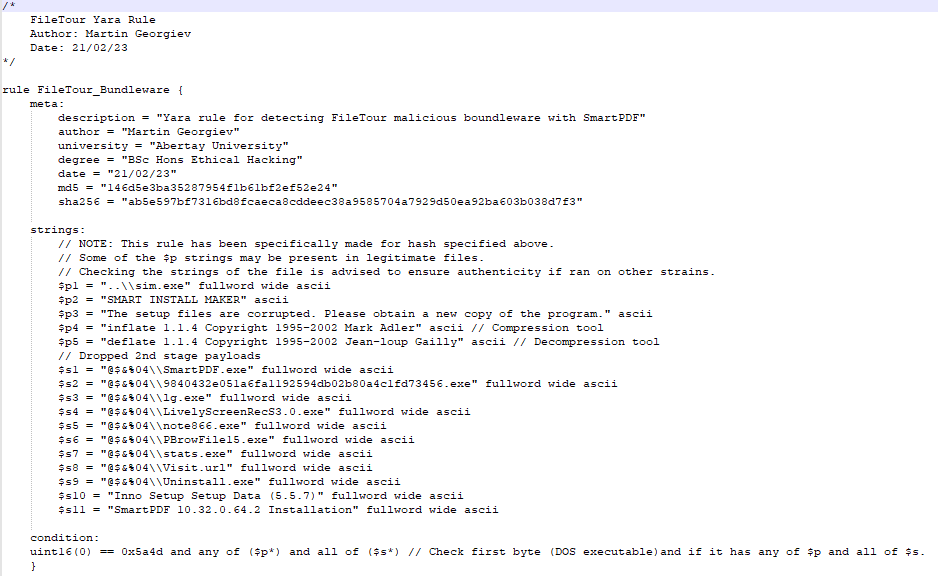 /*
FileTour Yara Rule
Author: Martin Georgiev
Date: 21/02/23
*/
rule FileTour_Bundleware {
meta:
description = "Yara rule for detecting FileTour malicious boundleware with SmartPDF"
author = "Martin Georgiev"
university = "Abertay University"
degree = "BSc Hons Ethical Hacking"
date = "21/02/23"
md5 = "146d5e3ba35287954f1b61bf2ef52e24"
sha256 = "ab5e597bf7316bd8fcaeca8cddeec38a9585704a7929d50ea92ba603b038d7f3"
strings:
// NOTE: This rule has been specifically made for hash specified above.
// Some of the $p strings may be present in legitimate files.
// Checking the strings of the file is advised to ensure authenticity if ran on other strains.
$p1 = "..\\sim.exe" fullword wide ascii
$p2 = "SMART INSTALL MAKER" ascii
$p3 = "The setup files are corrupted. Please obtain a new copy of the program." ascii
$p4 = "inflate 1.1.4 Copyright 1995-2002 Mark Adler" ascii // Compression tool
$p5 = "deflate 1.1.4 Copyright 1995-2002 Jean-loup Gailly" ascii // Decompression tool
// Dropped 2nd stage payloads
$s1 = "@$&%04\\SmartPDF.exe" fullword wide ascii
$s2 = "@$&%04\\9840432e051a6fa1192594db02b80a4c1fd73456.exe" fullword wide ascii
$s3 = "@$&%04\\lg.exe" fullword wide ascii
$s4 = "@$&%04\\LivelyScreenRecS3.0.exe" fullword wide ascii
$s5 = "@$&%04\\note866.exe" fullword wide ascii
$s6 = "@$&%04\\PBrowFile15.exe" fullword wide ascii
$s7 = "@$&%04\\stats.exe" fullword wide ascii
$s8 = "@$&%04\\Visit.url" fullword wide ascii
$s9 = "@$&%04\\Uninstall.exe" fullword wide ascii
$s10 = "Inno Setup Setup Data (5.5.7)" fullword wide ascii
$s11 = "SmartPDF 10.32.0.64.2 Installation" fullword wide ascii
condition:
uint16(0) == 0x5a4d and any of ($p*) and all of ($s*) // Check first byte (DOS executable)and if it has any of $p and all of $s.
}